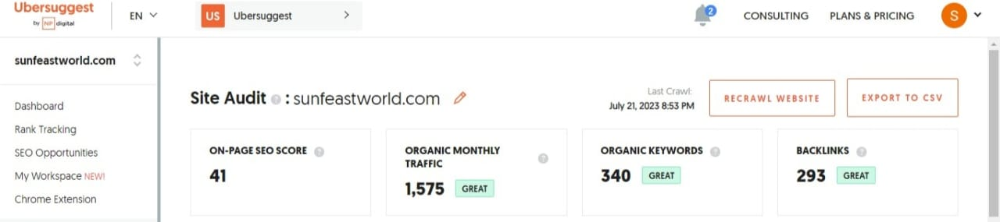 Ubersuggest
by NP digital
EN
US Ubersuggest
2
CONSULTING
PLANS & PRICING
S
sunfeastworld.com
Dashboard
Rank Tracking
SEO Opportunities
My Workspace NEW!
Chrome Extension
Site Audit ? : sunfeastworld.com
Last Crawl:
July 21, 2023 8:53 PM
RECRAWL WEBSITE
EXPORT TO CSV
ON-PAGE SEO SCORE ?
41
ORGANIC MONTHLY
TRAFFIC ?
1,575 GREAT
ORGANIC KEYWORDS ?
340 GREAT
BACKLINKS ?
293 GREAT